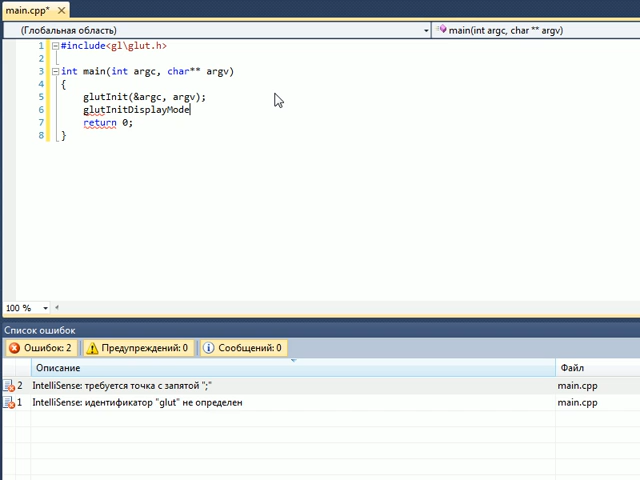 main.cpp*
(Глобальная область)
main(int argc, char ** argv)
1 #include<gl\glut.h>
2
3 int main(int argc, char** argv)
4 {
5 glutInit(&argc, argv);
6 glutInitDisplayMode
7 return 0;
8 }
100 %
Список ошибок
Ошибок: 2
Предупреждений: 0
Сообщений: 0
Описание
Файл
2 IntelliSense: требуется точка с запятой ";"
main.cpp
1 IntelliSense: идентификатор "glut" не определен
main.cpp